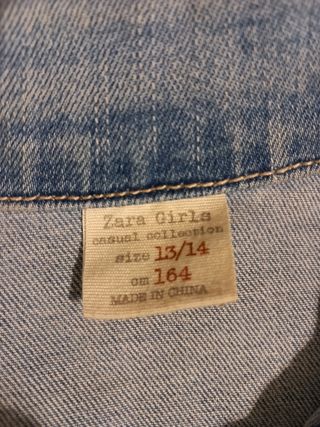 Zara Girls
casual collection
size 13/14
cm 164
MADE IN CHINA